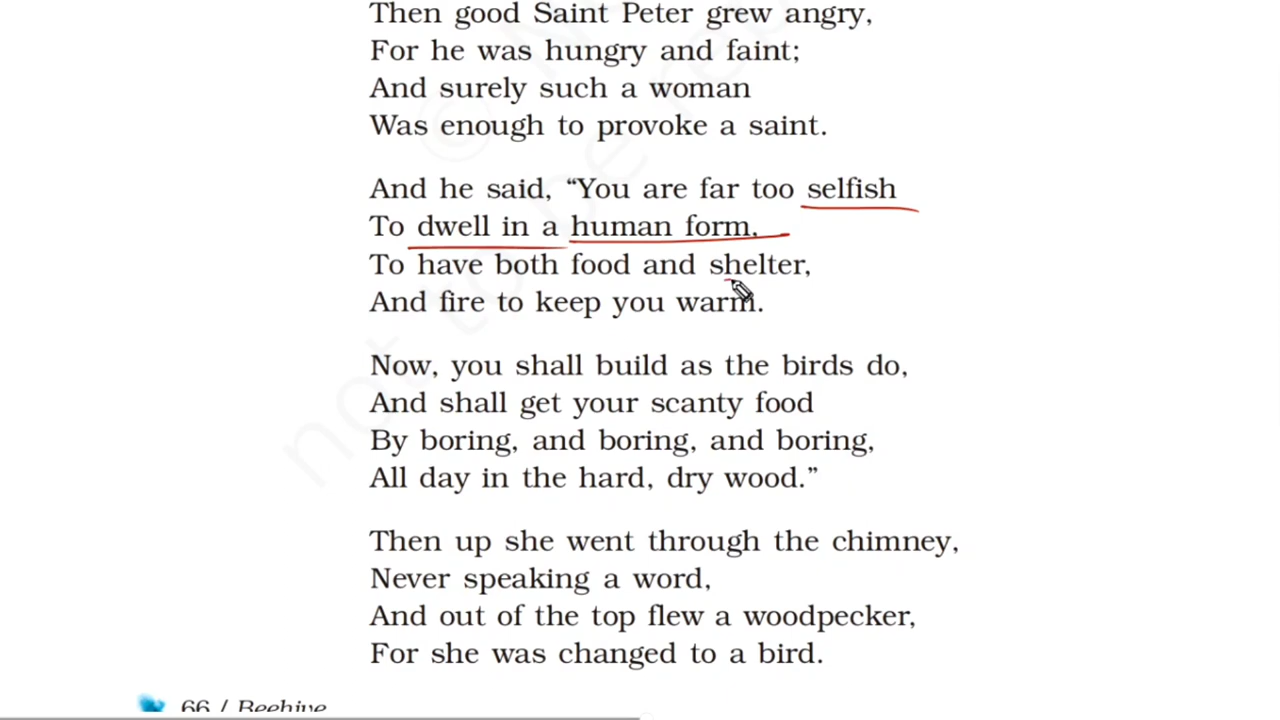 Then good Saint Peter grew angry,
For he was hungry and faint;
And surely such a woman
Was enough to provoke a saint.
And he said, “You are far too selfish
To dwell in a human form,
To have both food and shelter,
And fire to keep you warm.
Now, you shall build as the birds do,
And shall get your scanty food
By boring, and boring, and boring,
All day in the hard, dry wood.”
Then up she went through the chimney,
Never speaking a word,
And out of the top flew a woodpecker,
For she was changed to a bird.
66 / Beehive